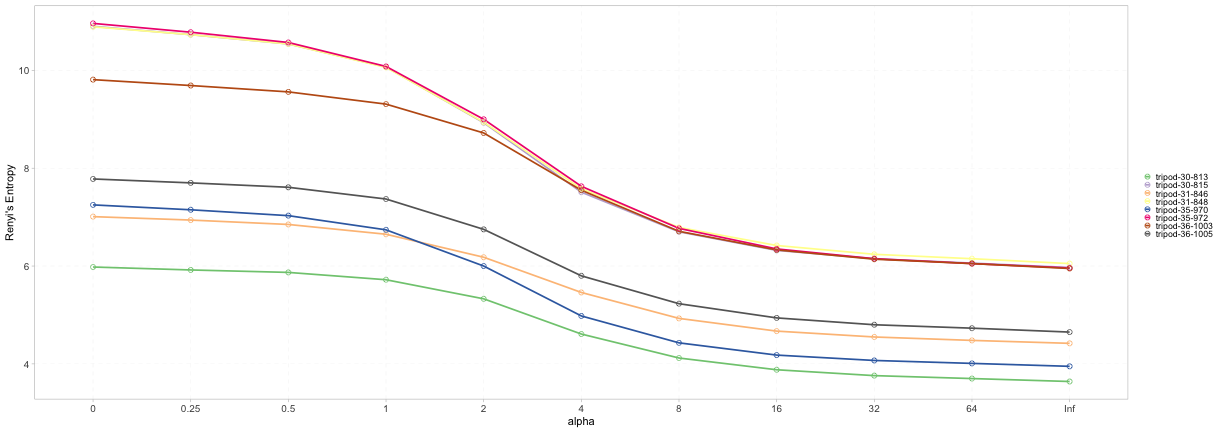 10
8
6
4
Renyi's Entropy
0 0.25 0.5 1 2 4 8 16 32 64 Inf
alpha
tripod-30-813
tripod-30-815
tripod-31-846
tripod-31-848
tripod-35-970
tripod-35-972
tripod-36-1003
tripod-36-1005